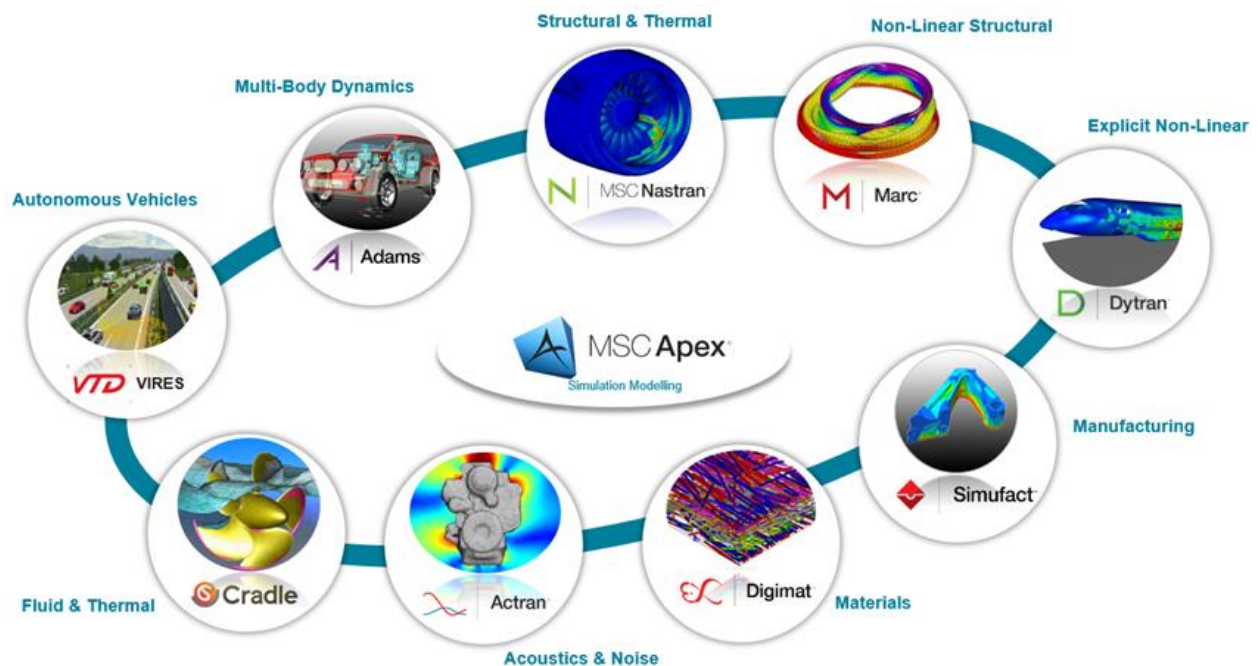 Structural & Thermal
Non-Linear Structural
Multi-Body Dynamics
Explicit Non-Linear
Autonomous Vehicles
MSC Nastran
Marc
Adams
Dytran
MSC Apex
Simulation Modelling
VTD VIRES
Manufacturing
Simufact
Cradle
Actran
Digimat
Fluid & Thermal
Materials
Acoustics & Noise